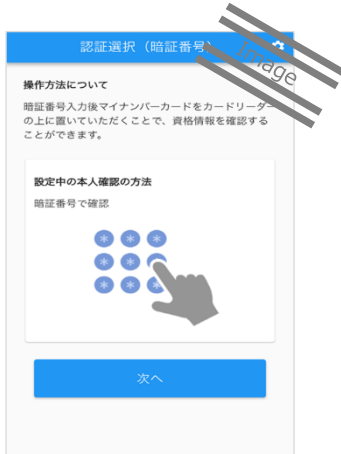 認証選択（暗証番号）
Image
操作方法について
暗証番号入力後マイナンバーカードをカードリーダー
の上に置いていただくことで、資格情報を確認する
ことができます。
設定中の本人確認の方法
暗証番号で確認
＊ ＊ ＊
＊ ＊
＊ ＊ ＊
次へ